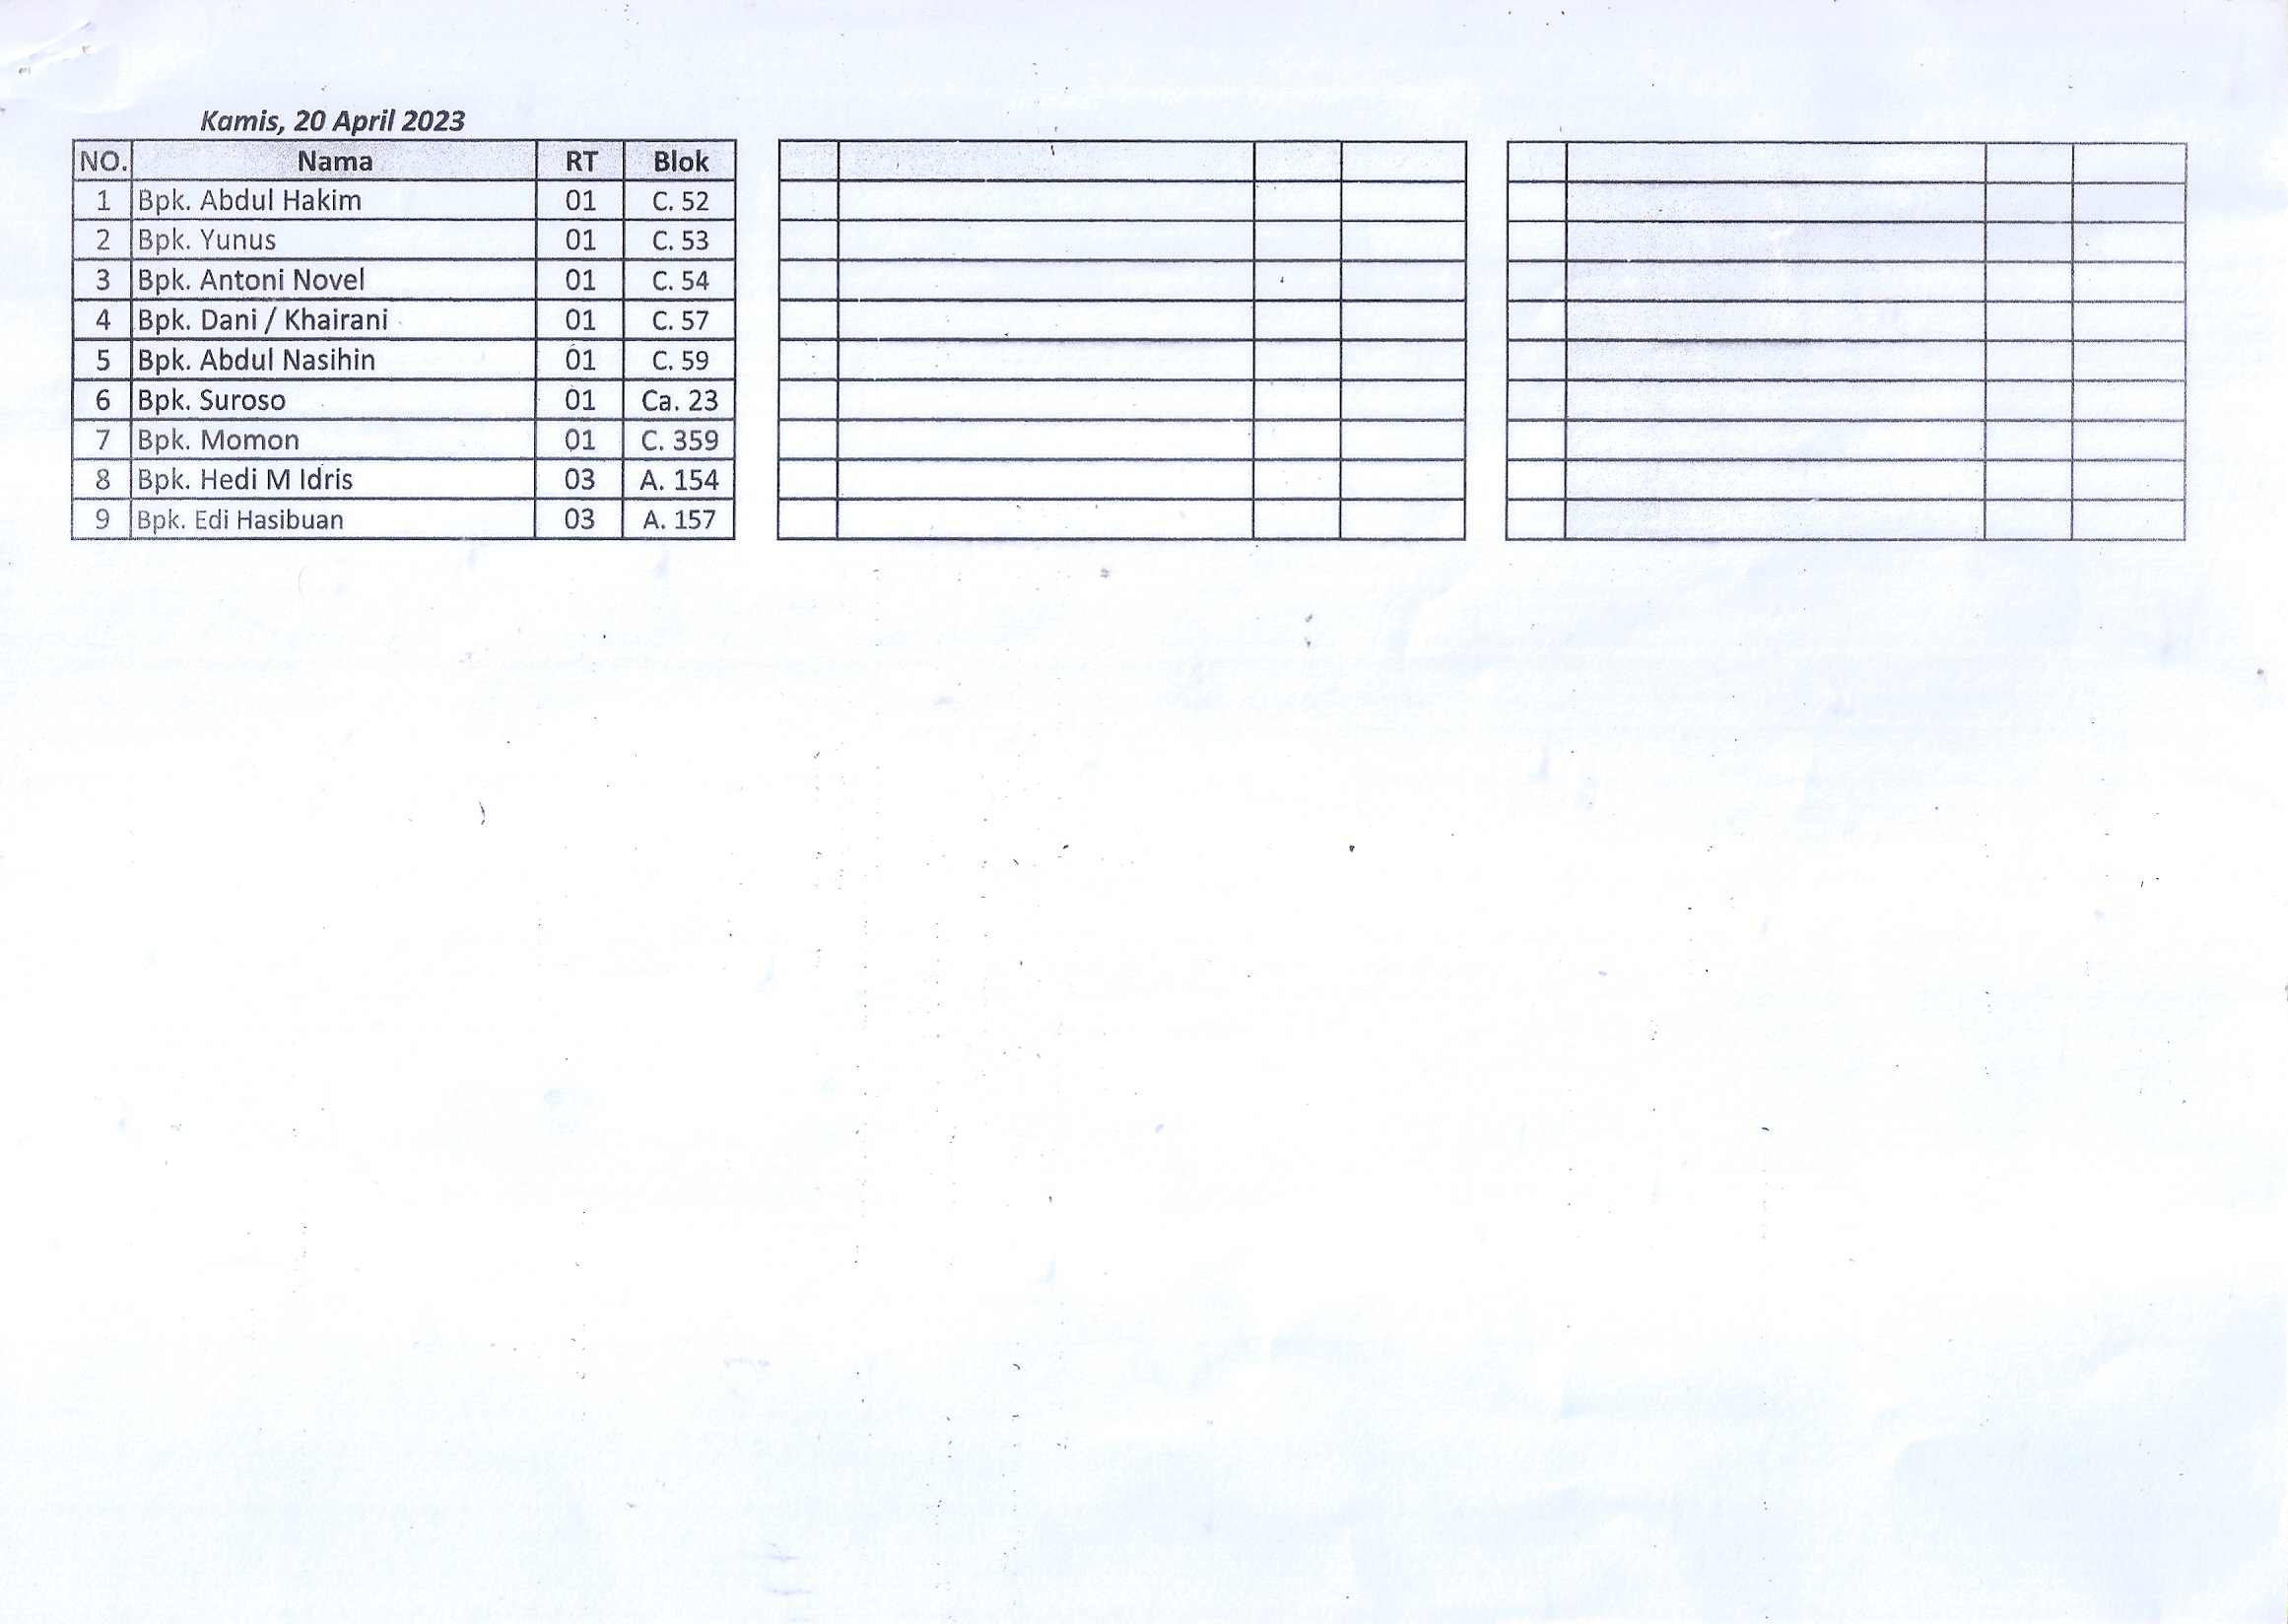 Kamis, 20 April 2023
NO. Nama RT Blok
1 Bpk. Abdul Hakim 01 C. 52
2 Bpk. Yunus 01 C. 53
3 Bpk. Antoni Novel 01 C. 54
4 Bpk. Dani / Khairani 01 C. 57
5 Bpk. Abdul Nasihin 01 C. 59
6 Bpk. Suroso 01 Ca. 23
7 Bpk. Momon 01 C. 359
8 Bpk. Hedi M Idris 03 A. 154
9 Bpk. Edi Hasibuan 03 A. 157